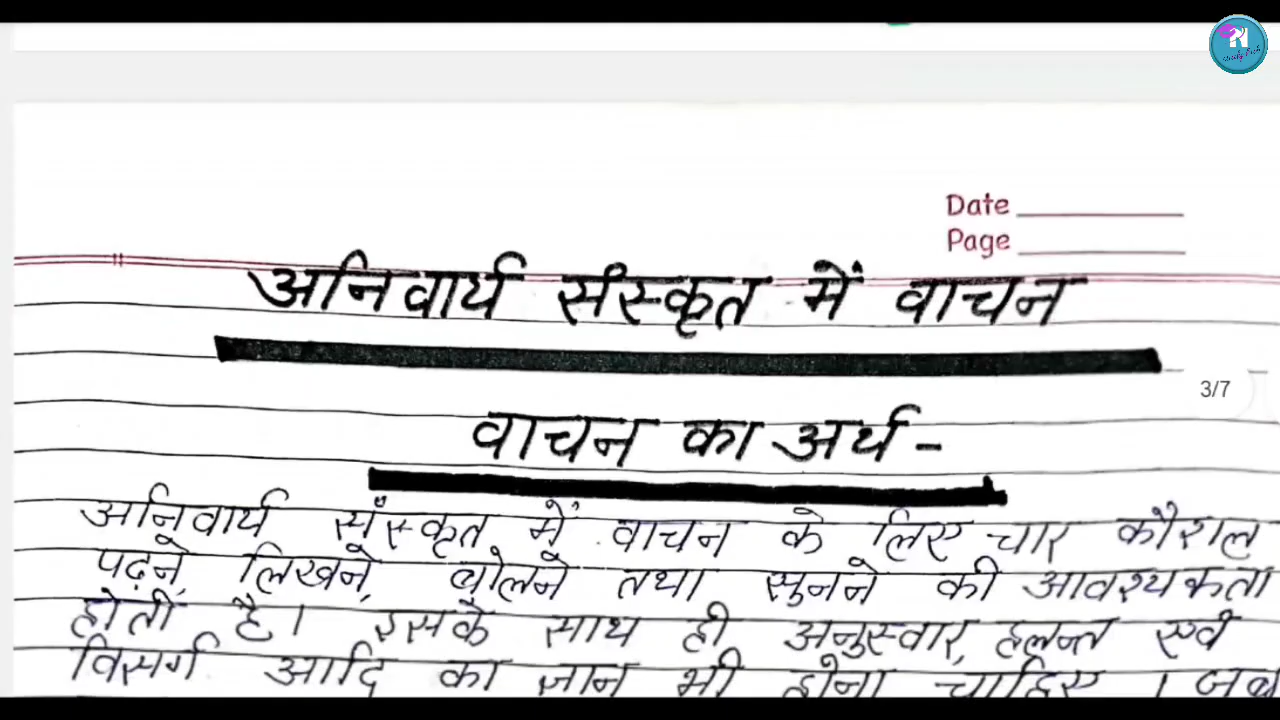 Date
Page
अनिवार्य संस्कृत में वाचन
3/7
वाचन का अर्थ -
अनिवार्य संस्कृत में वाचन के लिए चार कौशल
पढ़ने, लिखने, बोलने तथा सुनने की आवश्यकता
होती है। इसके साथ ही अनुस्वार, हलन्त एवं
विसर्ग आदि का ज्ञान भी होना चाहिए । जब